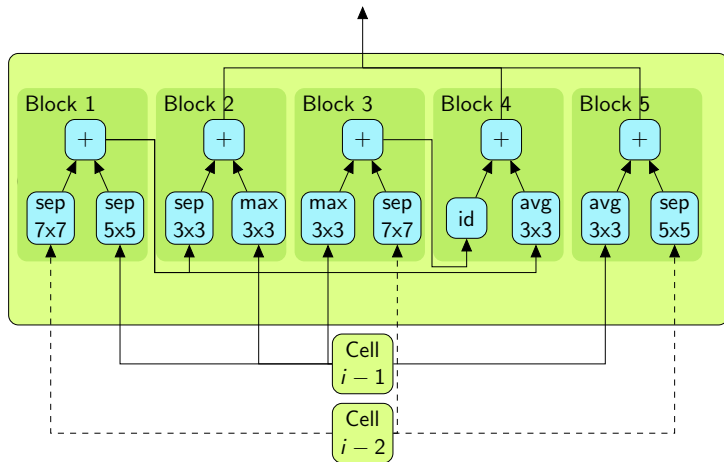 Block 1
Block 2
Block 3
Block 4
Block 5
+
+
+
+
+
sep
7x7
sep
5x5
sep
3x3
max
3x3
max
3x3
sep
7x7
id
avg
3x3
avg
3x3
sep
5x5
Cell
i − 1
Cell
i − 2